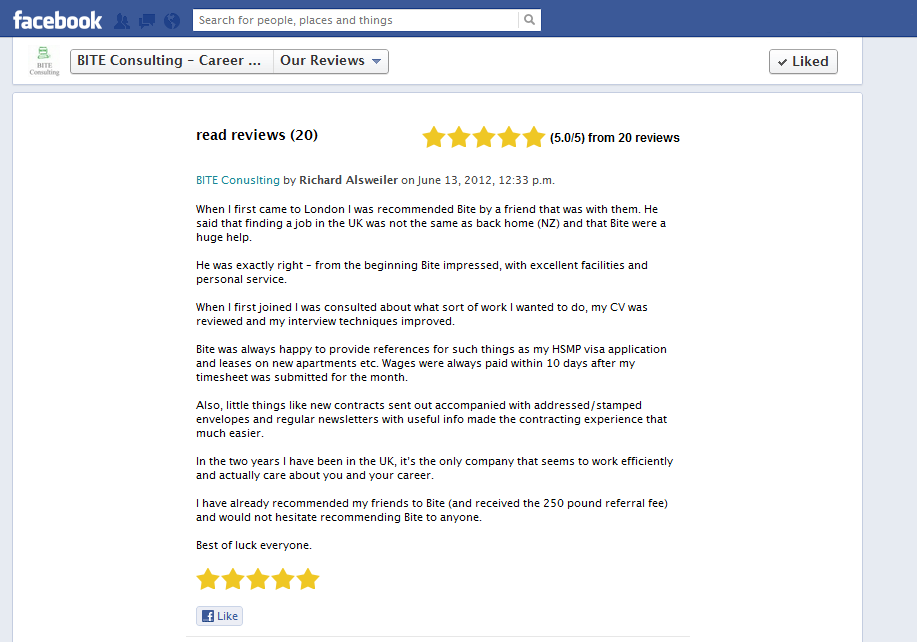 facebook
Search for people, places and things
BITE
Consulting
BITE Consulting – Career ...
Our Reviews
Liked
read reviews (20)
(5.0/5) from 20 reviews
BITE Conuslting by Richard Alsweiler on June 13, 2012, 12:33 p.m.
When I first came to London I was recommended Bite by a friend that was with them. He
said that finding a job in the UK was not the same as back home (NZ) and that Bite were a
huge help.
He was exactly right – from the beginning Bite impressed, with excellent facilities and
personal service.
When I first joined I was consulted about what sort of work I wanted to do, my CV was
reviewed and my interview techniques improved.
Bite was always happy to provide references for such things as my HSMP visa application
and leases on new apartments etc. Wages were always paid within 10 days after my
timesheet was submitted for the month.
Also, little things like new contracts sent out accompanied with addressed/stamped
envelopes and regular newsletters with useful info made the contracting experience that
much easier.
In the two years I have been in the UK, it's the only company that seems to work efficiently
and actually care about you and your career.
I have already recommended my friends to Bite (and received the 250 pound referral fee)
and would not hesitate recommending Bite to anyone.
Best of luck everyone.
Like